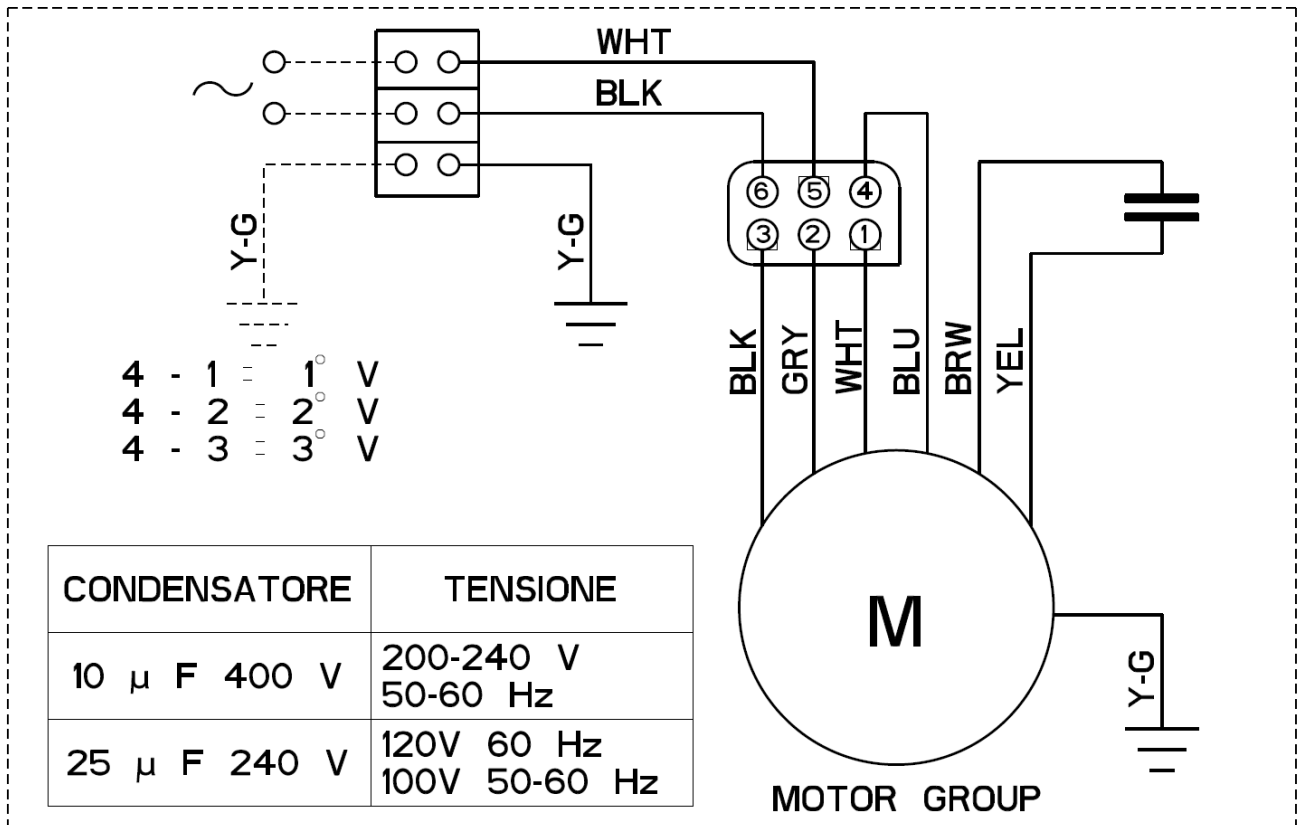 WHT
BLK
6 5 4
3 2 1
Y-G
Y-G
BLK
GRY
WHT
BLU
BRW
YEL
4 - 1 = 1° V
4 - 2 = 2° V
4 - 3 = 3° V
CONDENSATORE TENSIONE
10 µ F 400 V
200-240 V
50-60 Hz
25 µ F 240 V
120V 60 Hz
100V 50-60 Hz
M
Y-G
MOTOR GROUP